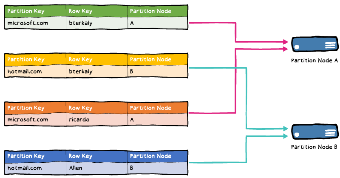 Partition Key Row Key Partition Node
microsoft.com bterkaly A
Partition Key Row Key Partition Node
hotmail.com bterkaly B
Partition Key Row Key Partition Node
microsoft.com ricardo A
Partition Key Row Key Partition Node
hotmail.com Allen B
Partition Node A
Partition Node B